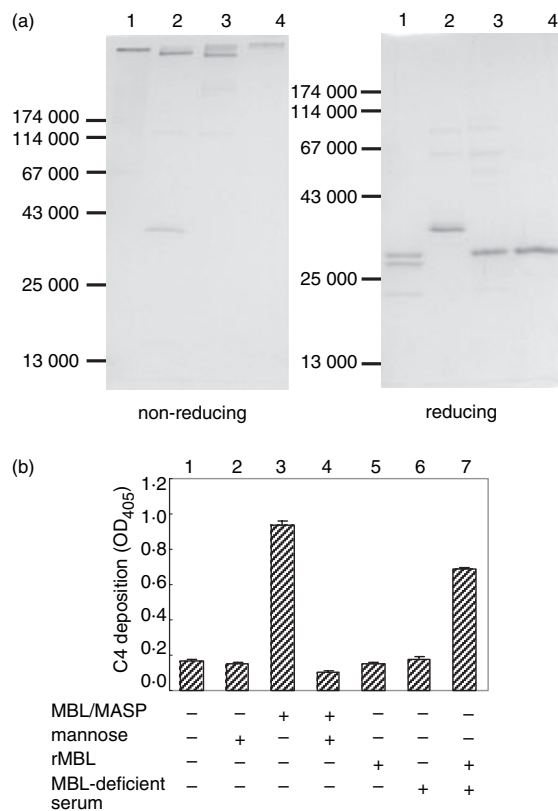 (a)
1 2 3 4
174 000
114 000
67 000
43 000
25 000
13 000
non-reducing
1 2 3 4
174 000
114 000
67 000
43 000
25 000
13 000
reducing
(b)
1 2 3 4 5 6 7
C4 deposition (OD405)
1·2
1·0
0·8
0·6
0·4
0·2
0·0
MBL/MASP – – + + – – –
mannose – + – + – – –
rMBL – – – – + – +
MBL-deficient – – – – – + +
serum